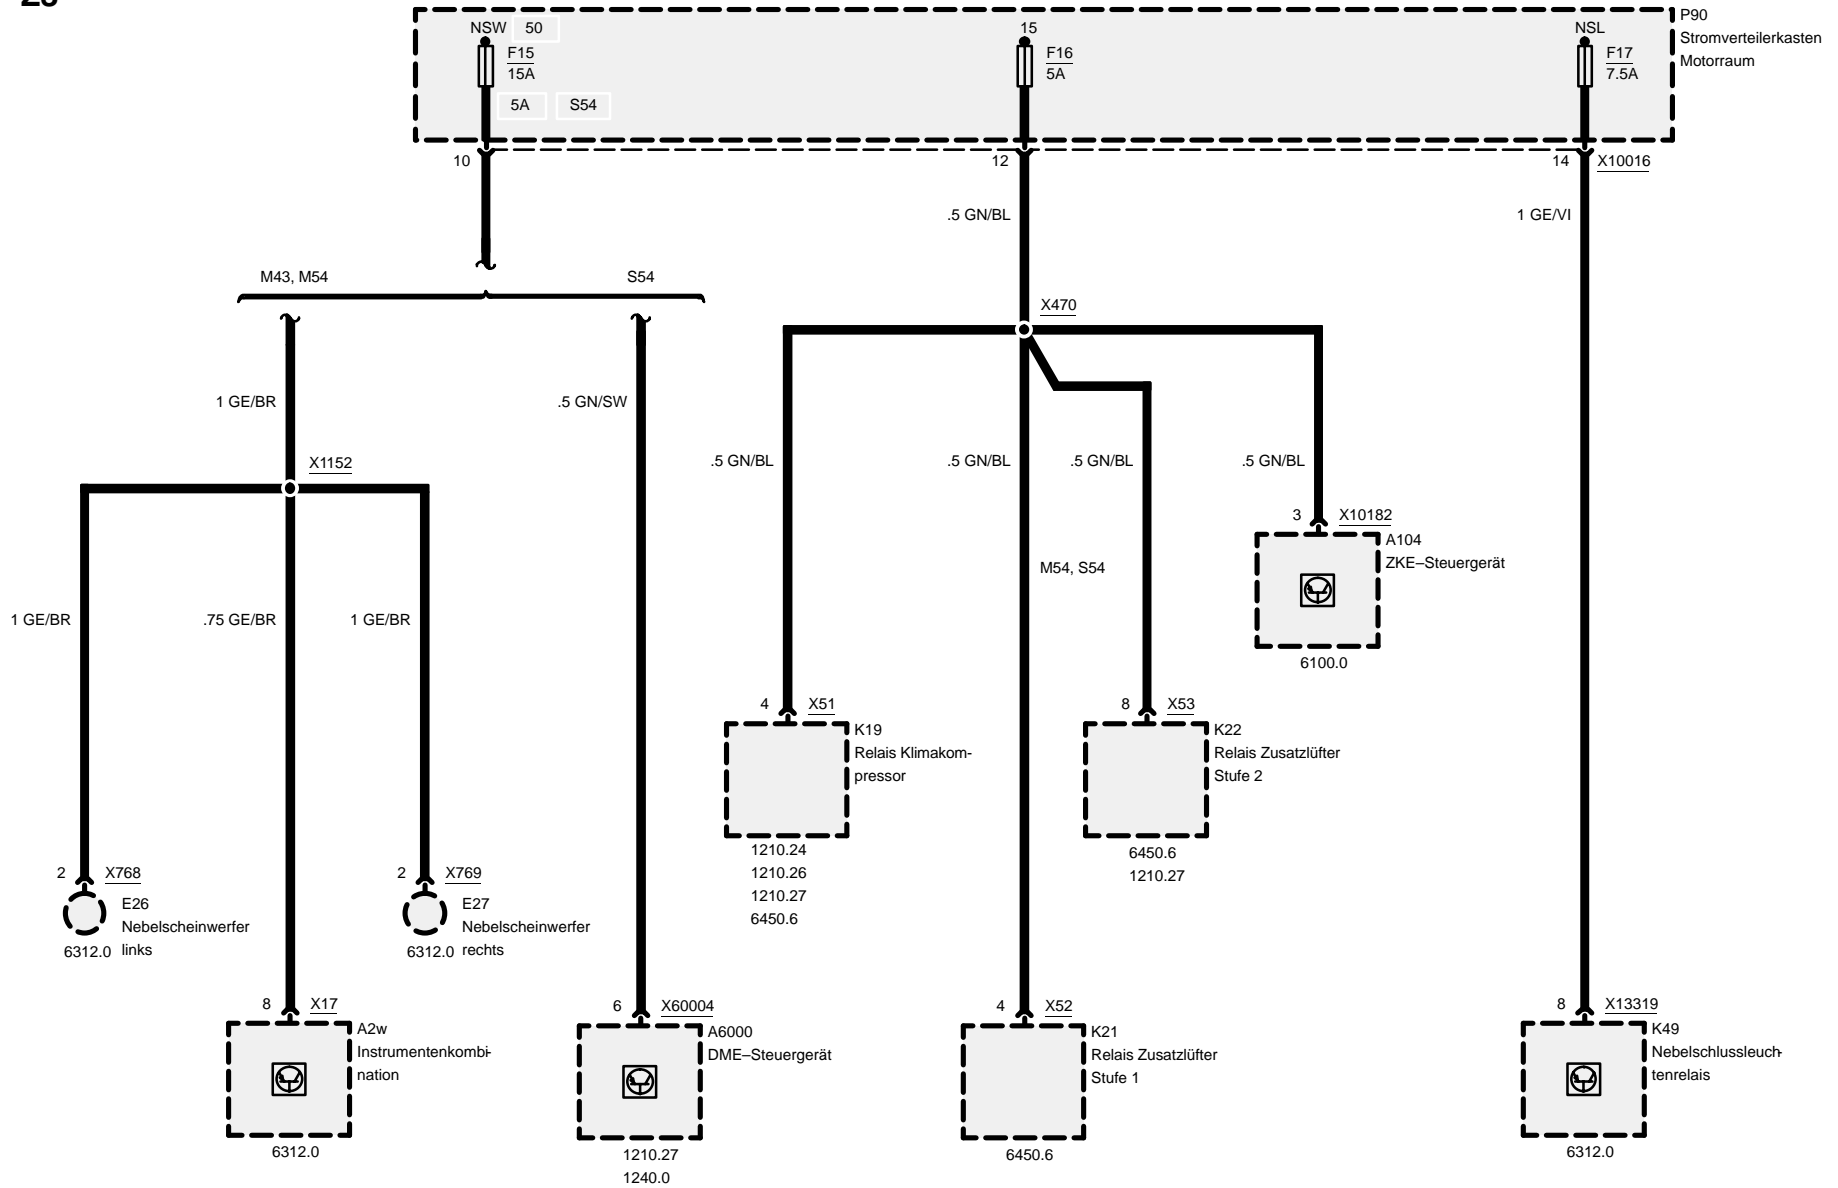 NSW 50
F15
15A
5A S54
15
F16
5A
NSL
F17
7.5A
P90
Stromverteilerkasten
Motorraum
10
12
14 X10016
.5 GN/BL
1 GE/VI
M43, M54
S54
X470
1 GE/BR
.5 GN/SW
X1152
.5 GN/BL
.5 GN/BL
.5 GN/BL
.5 GN/BL
3 X10182
A104
ZKE–Steuergerät
6100.0
M54, S54
1 GE/BR
.75 GE/BR
1 GE/BR
4 X51
K19
Relais Klimakom-
pressor
1210.24
1210.26
1210.27
6450.6
8 X53
K22
Relais Zusatzlüfter
Stufe 2
6450.6
1210.27
2 X768
E26
Nebelscheinwerfer
links
6312.0
2 X769
E27
Nebelscheinwerfer
rechts
6312.0
8 X17
A2w
Instrumentenkombi-
nation
6312.0
6 X60004
A6000
DME–Steuergerät
1210.27
1240.0
4 X52
K21
Relais Zusatzlüfter
Stufe 1
6450.6
8 X13319
K49
Nebelschlussleuch-
tenrelais
6312.0